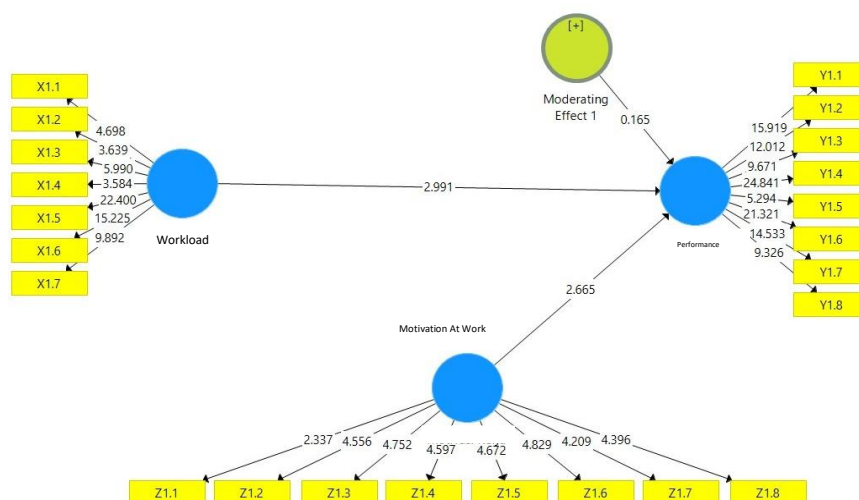 [+]
Moderating
Effect 1
0.165
X1.1
X1.2
X1.3
X1.4
X1.5
X1.6
X1.7
4.698
3.639
5.990
3.584
22.400
15.225
9.892
Workload
2.991
Performance
Y1.1
Y1.2
Y1.3
Y1.4
Y1.5
Y1.6
Y1.7
Y1.8
15.919
12.012
9.671
24.841
5.294
21.321
14.533
9.326
2.665
Motivation At Work
2.337
4.556
4.752
4.597
4.672
4.829
4.209
4.396
Z1.1
Z1.2
Z1.3
Z1.4
Z1.5
Z1.6
Z1.7
Z1.8